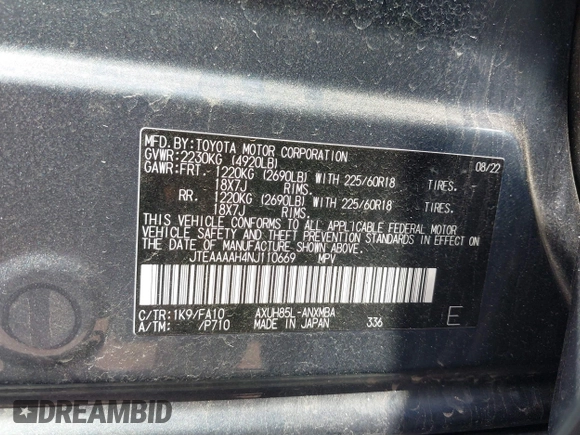 MFD.BY:TOYOTA MOTOR CORPORATION 08/22
GVWR:2230KG (4920LB)
GAWR:FRT. 1220KG (2690LB) WITH 225/60R18 TIRES.
18X7J RIMS.
RR. 1220KG (2690LB) WITH 225/60R18 TIRES.
18X7J RIMS.
THIS VEHICLE CONFORMS TO ALL APPLICABLE FEDERAL MOTOR
VEHICLE SAFETY AND THEFT PREVENTION STANDARDS IN EFFECT
ON THE DATE OF MANUFACTURE SHOWN ABOVE.
JTEAAAAH4NJ110669 MPV
C/TR:1K9/FA10 AXUH85L-ANXMBA
A/TM: /P710 MADE IN JAPAN 336 E
DREAMBID